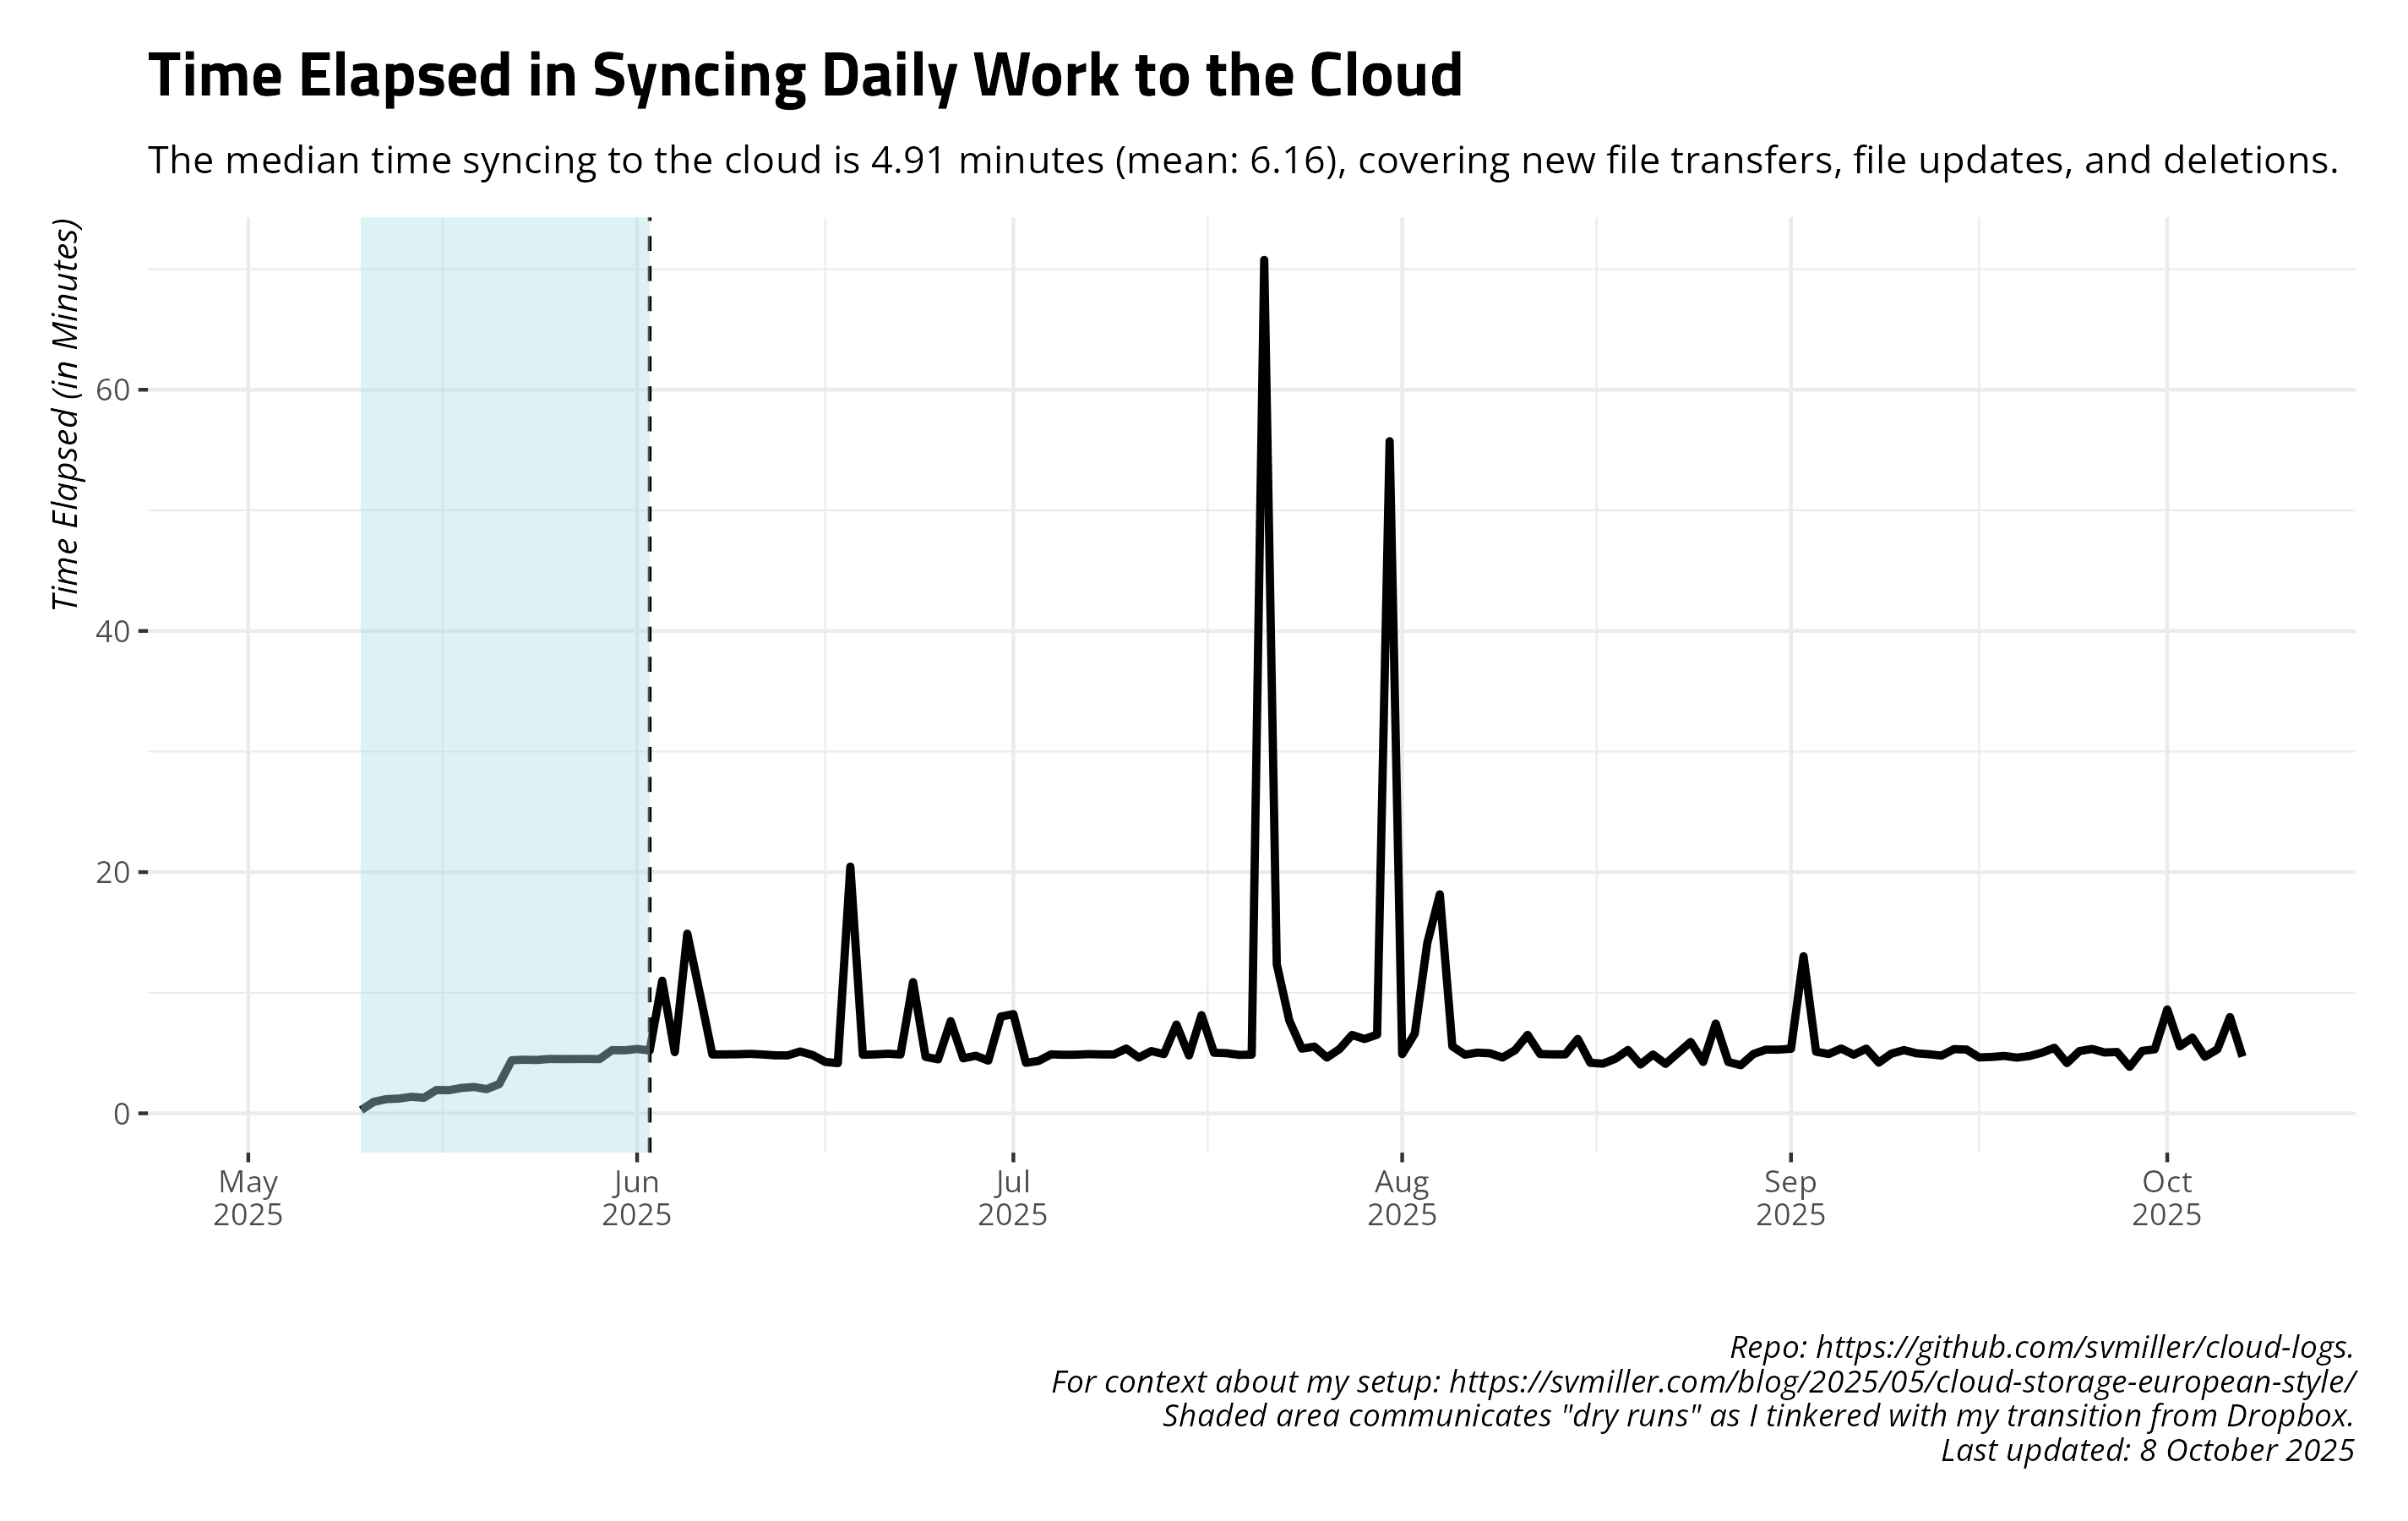 Time Elapsed in Syncing Daily Work to the Cloud
The median time syncing to the cloud is 4.91 minutes (mean: 6.16), covering new file transfers, file updates, and deletions.
Time Elapsed (in Minutes)
60
40
20
0
May
2025
Jun
2025
Jul
2025
Aug
2025
Sep
2025
Oct
2025
Repo: https://github.com/svmiller/cloud-logs.
For context about my setup: https://svmiller.com/blog/2025/05/cloud-storage-european-style/
Shaded area communicates "dry runs" as I tinkered with my transition from Dropbox.
Last updated: 8 October 2025